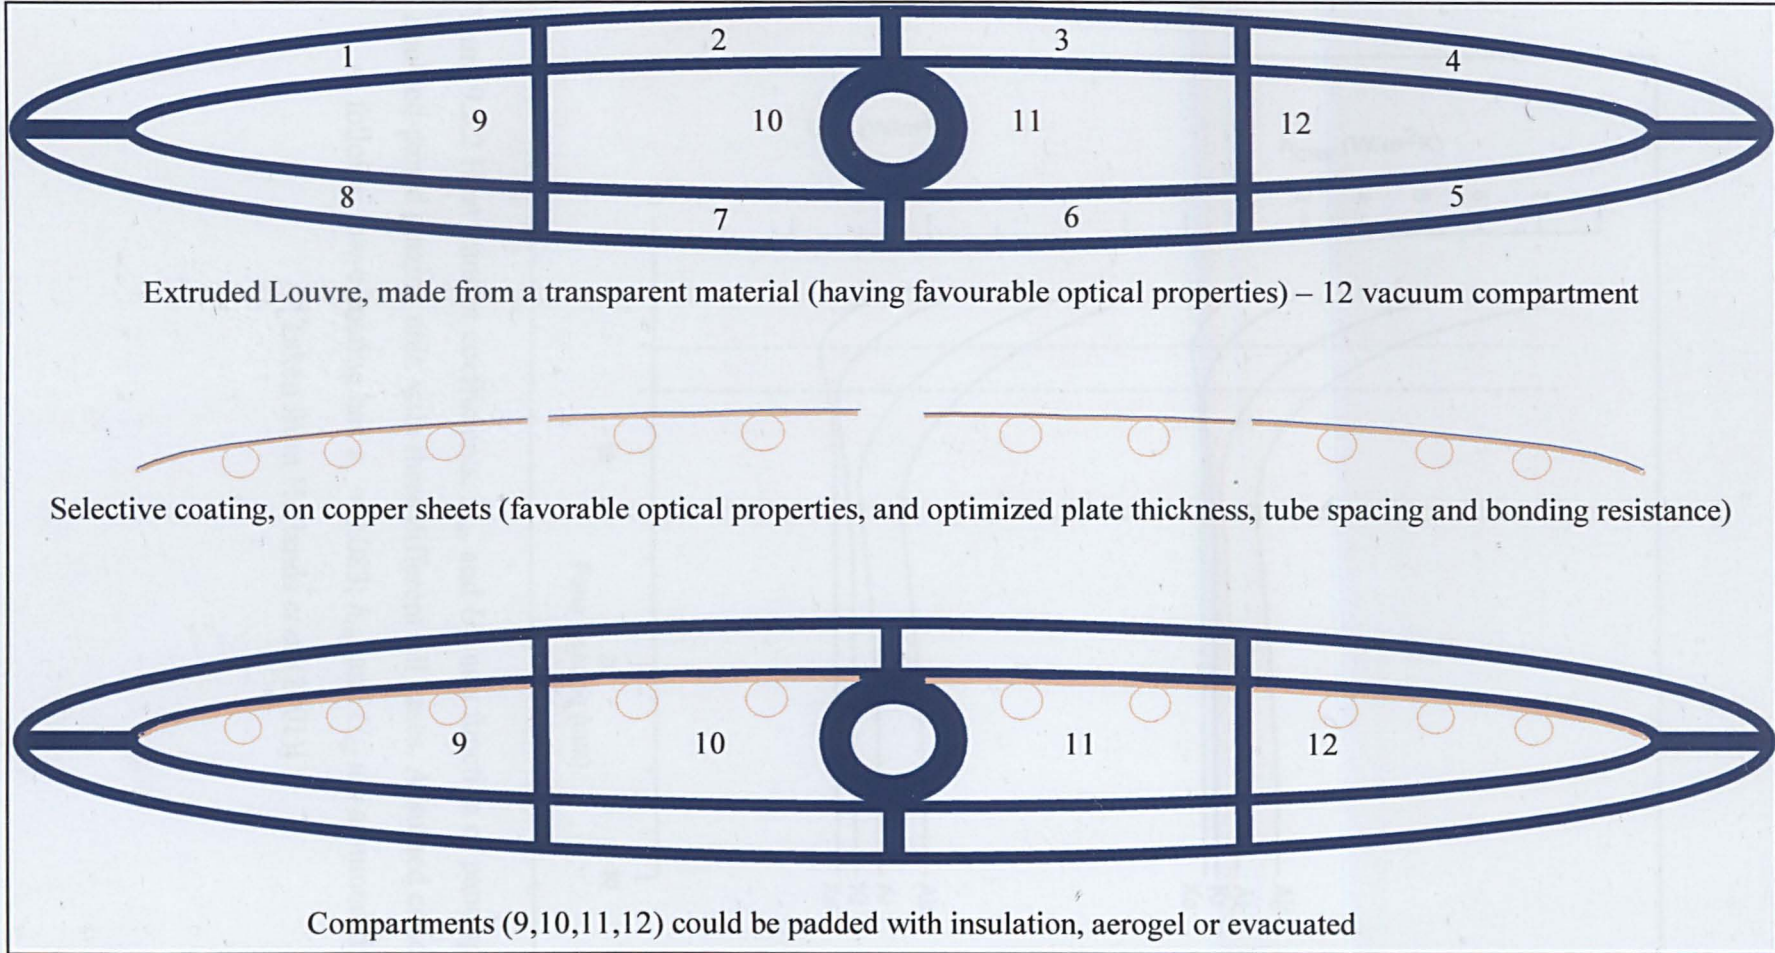 1 2 3 4
9 10 11 12
8 7 6 5
Extruded Louvre, made from a transparent material (having favourable optical properties) – 12 vacuum compartment
Selective coating, on copper sheets (favorable optical properties, and optimized plate thickness, tube spacing and bonding resistance)
9 10 11 12
Compartments (9,10,11,12) could be padded with insulation, aerogel or evacuated